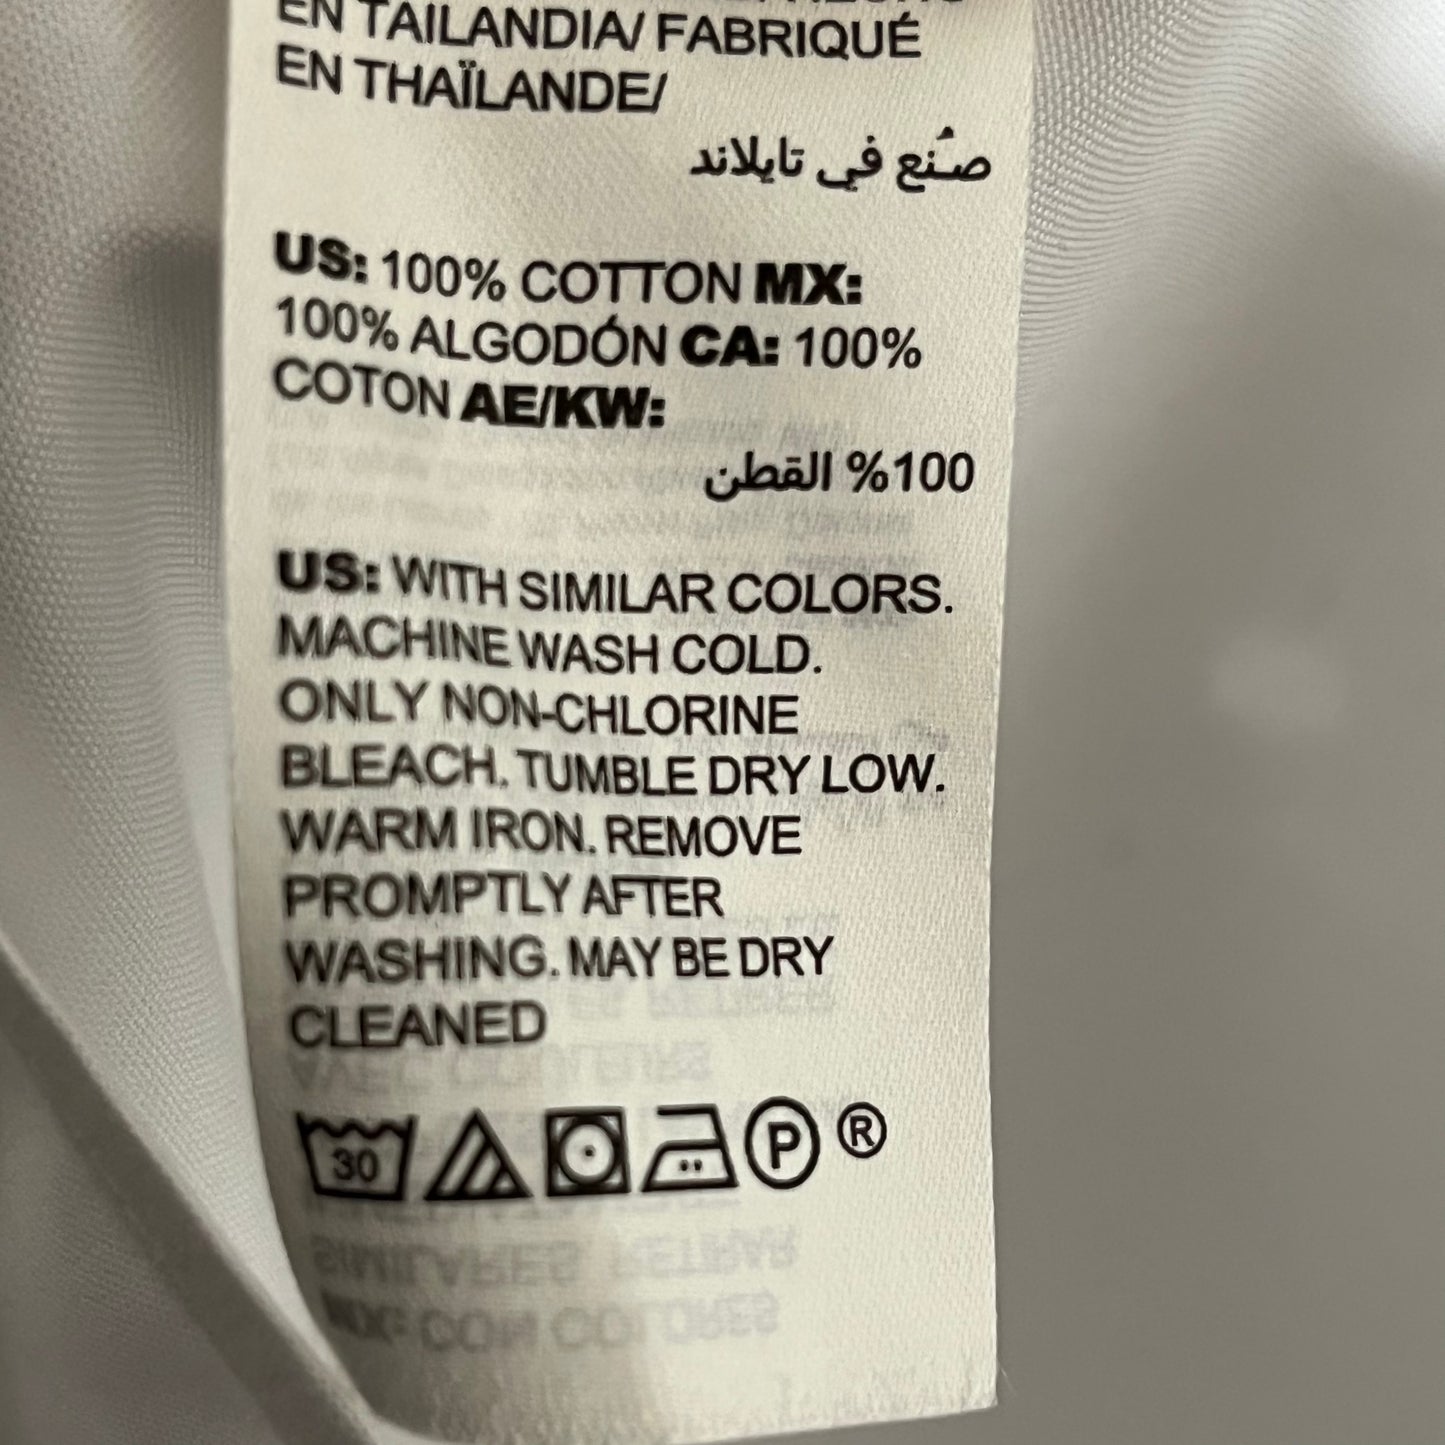 EN TAILANDIA/ FABRIQUÉ
EN THAÏLANDE/
صُنع في تايلاند
US: 100% COTTON MX:
100% ALGODÓN CA: 100%
COTON AE/KW:
100% القطن
US: WITH SIMILAR COLORS.
MACHINE WASH COLD.
ONLY NON-CHLORINE
BLEACH. TUMBLE DRY LOW.
WARM IRON. REMOVE
PROMPTLY AFTER
WASHING. MAY BE DRY
CLEANED
30 P ®